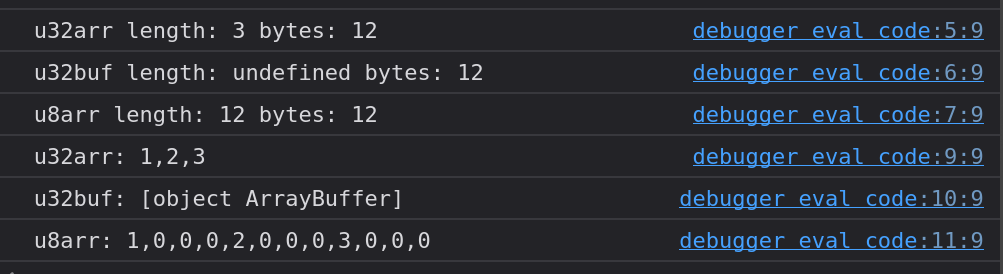 u32arr length: 3 bytes: 12 debugger eval code:5:9
u32buf length: undefined bytes: 12 debugger eval code:6:9
u8arr length: 12 bytes: 12 debugger eval code:7:9
u32arr: 1,2,3 debugger eval code:9:9
u32buf: [object ArrayBuffer] debugger eval code:10:9
u8arr: 1,0,0,0,2,0,0,0,3,0,0,0 debugger eval code:11:9